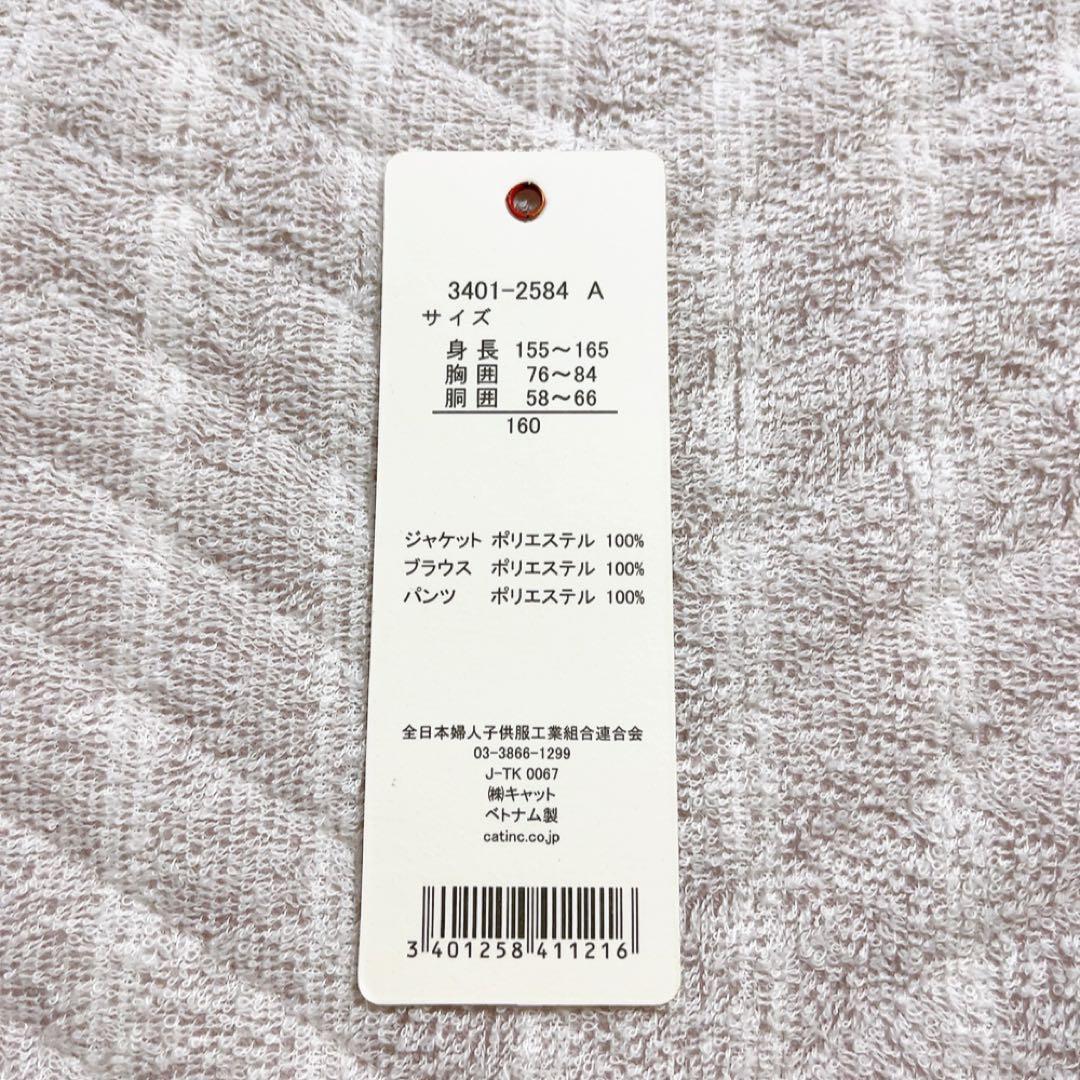 3401-2584 A
サイズ
身長 155～165
胸囲 76～84
胴囲 58～66
160
ジャケット ポリエステル 100%
ブラウス ポリエステル 100%
パンツ ポリエステル 100%
全日本婦人子供服工業組合連合会
03-3866-1299
J-TK 0067
㈱キャット
ベトナム製
catinc.co.jp
3 401258 411216